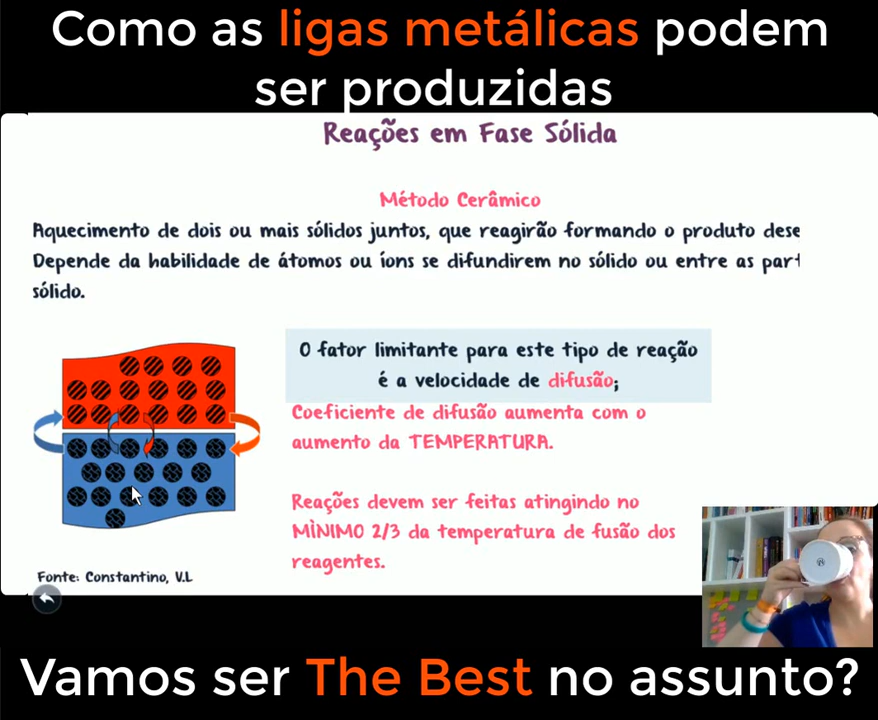 Como as ligas metálicas podem
ser produzidas
Reações em Fase Sólida
Método Cerâmico
Aquecimento de dois ou mais sólidos juntos, que reagirão formando o produto dese
Depende da habilidade de átomos ou íons se difundirem no sólido ou entre as part
sólido.
O fator limitante para este tipo de reação
é a velocidade de difusão;
Coeficiente de difusão aumenta com o
aumento da TEMPERATURA.
Reações devem ser feitas atingindo no
MÌNIMO 2/3 da temperatura de fusão dos
reagentes.
Fonte: Constantino, V.L
Vamos ser The Best no assunto?